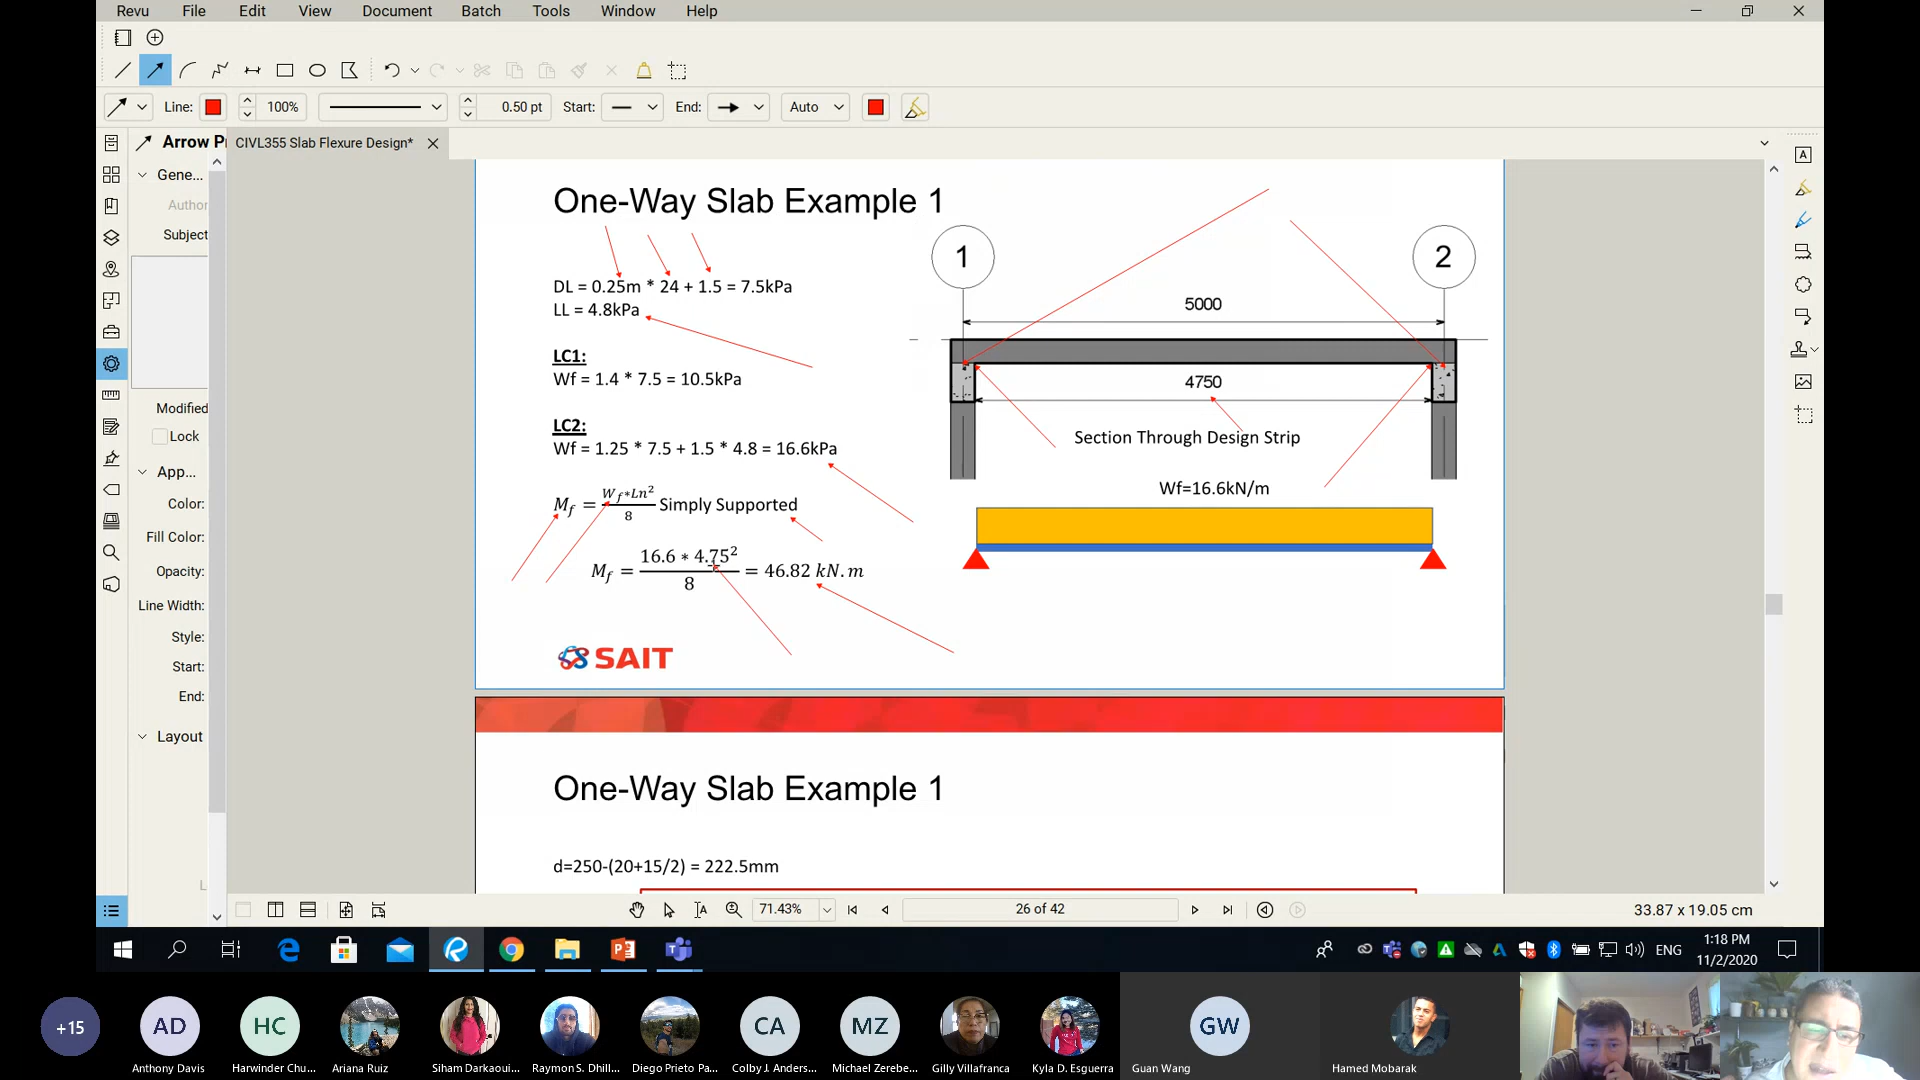 Revu File Edit View Document Batch Tools Window Help
Line: 100% 0.50 pt Start: End: Auto
Arrow P
CIVL355 Slab Flexure Design*
Gene...
Author
Subject
Modified
Lock
App...
Color:
Fill Color:
Opacity:
Line Width:
Style:
Start:
End:
Layout
L
One-Way Slab Example 1
DL = 0.25m * 24 + 1.5 = 7.5kPa
LL = 4.8kPa
LC1:
Wf = 1.4 * 7.5 = 10.5kPa
LC2:
Wf = 1.25 * 7.5 + 1.5 * 4.8 = 16.6kPa
M_f = W_f*Ln²/8 Simply Supported
M_f = 16.6 * 4.75²/8 = 46.82 kN.m
SAIT
1
2
5000
4750
Section Through Design Strip
Wf=16.6kN/m
One-Way Slab Example 1
d=250-(20+15/2) = 222.5mm
71.43%
26 of 42
33.87 x 19.05 cm
ENG
1:18 PM
11/2/2020
+15
AD
HC
CA
MZ
GW
Anthony Davis
Harwinder Chu...
Ariana Ruiz
Siham Darkaoui...
Raymon S. Dhill...
Diego Prieto Pa...
Colby J. Anders...
Michael Zerebe...
Gilly Villafranca
Kyla D. Esguerra
Guan Wang
Hamed Mobarak